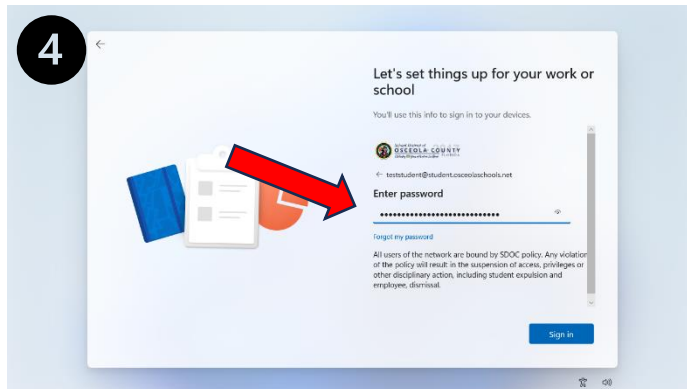 4
Let's set things up for your work or
school
You'll use this info to sign in to your devices.
School District of
OSCEOLA COUNTY
teststudent@student.osceolaschools.net
Enter password
Forgot my password
All users of the network are bound by SDOC policy. Any violation
of the policy will result in the suspension of access, privileges or
other disciplinary action, including student expulsion and
employee, dismissal.
Sign in